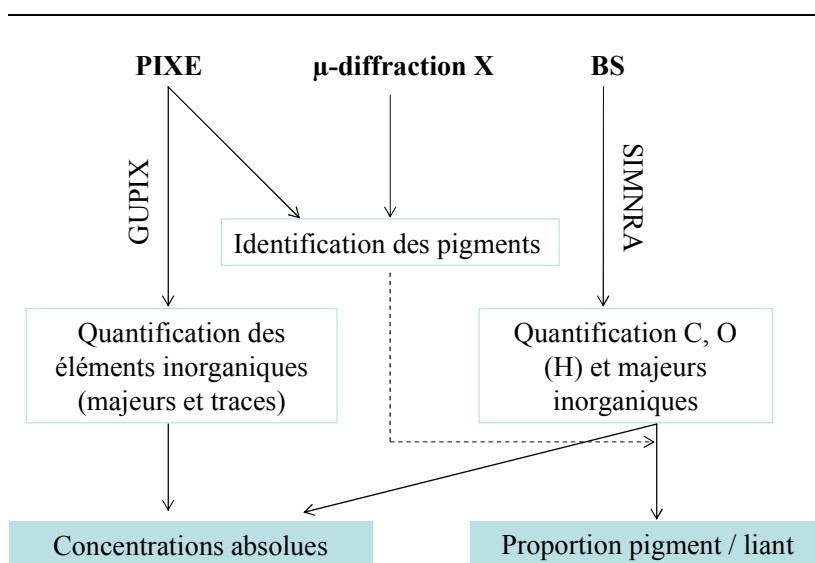 PIXE
µ-diffraction X
BS
GUPIX
SIMNRA
Identification des pigments
Quantification des
éléments inorganiques
(majeurs et traces)
Quantification C, O
(H) et majeurs
inorganiques
Concentrations absolues
Proportion pigment / liant